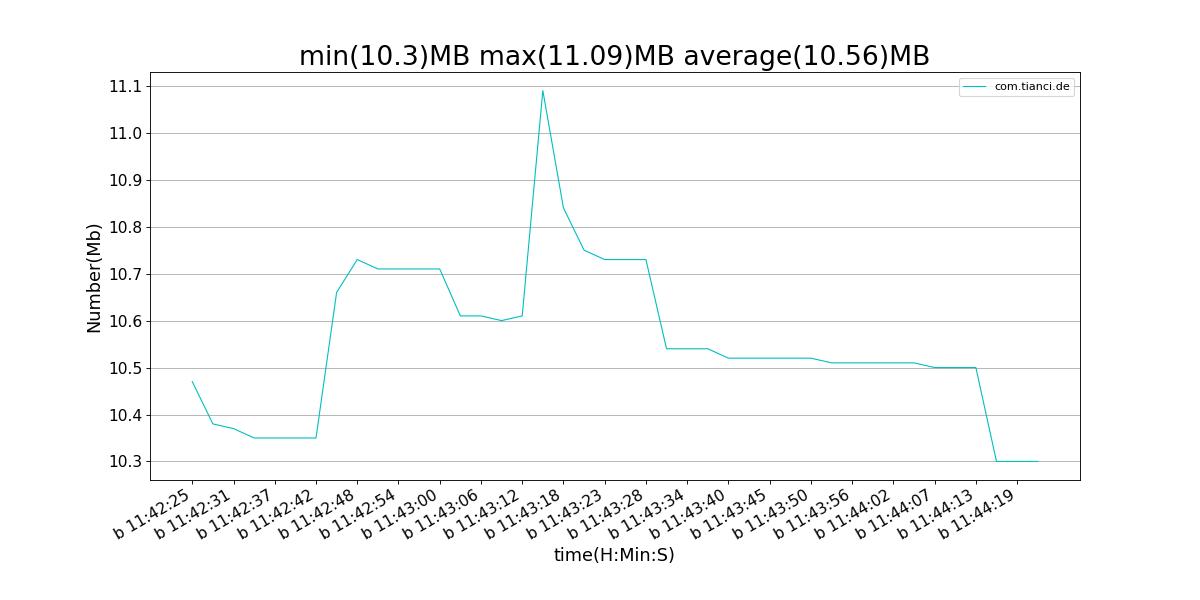 min(10.3)MB max(11.09)MB average(10.56)MB
com.tianci.de
11.1
11.0
10.9
10.8
10.7
10.6
10.5
10.4
10.3
Number(Mb)
b 11:42:25
b 11:42:31
b 11:42:37
b 11:42:42
b 11:42:48
b 11:42:54
b 11:43:00
b 11:43:06
b 11:43:12
b 11:43:18
b 11:43:23
b 11:43:28
b 11:43:34
b 11:43:40
b 11:43:45
b 11:43:50
b 11:43:56
b 11:44:02
b 11:44:07
b 11:44:13
b 11:44:19
time(H:Min:S)